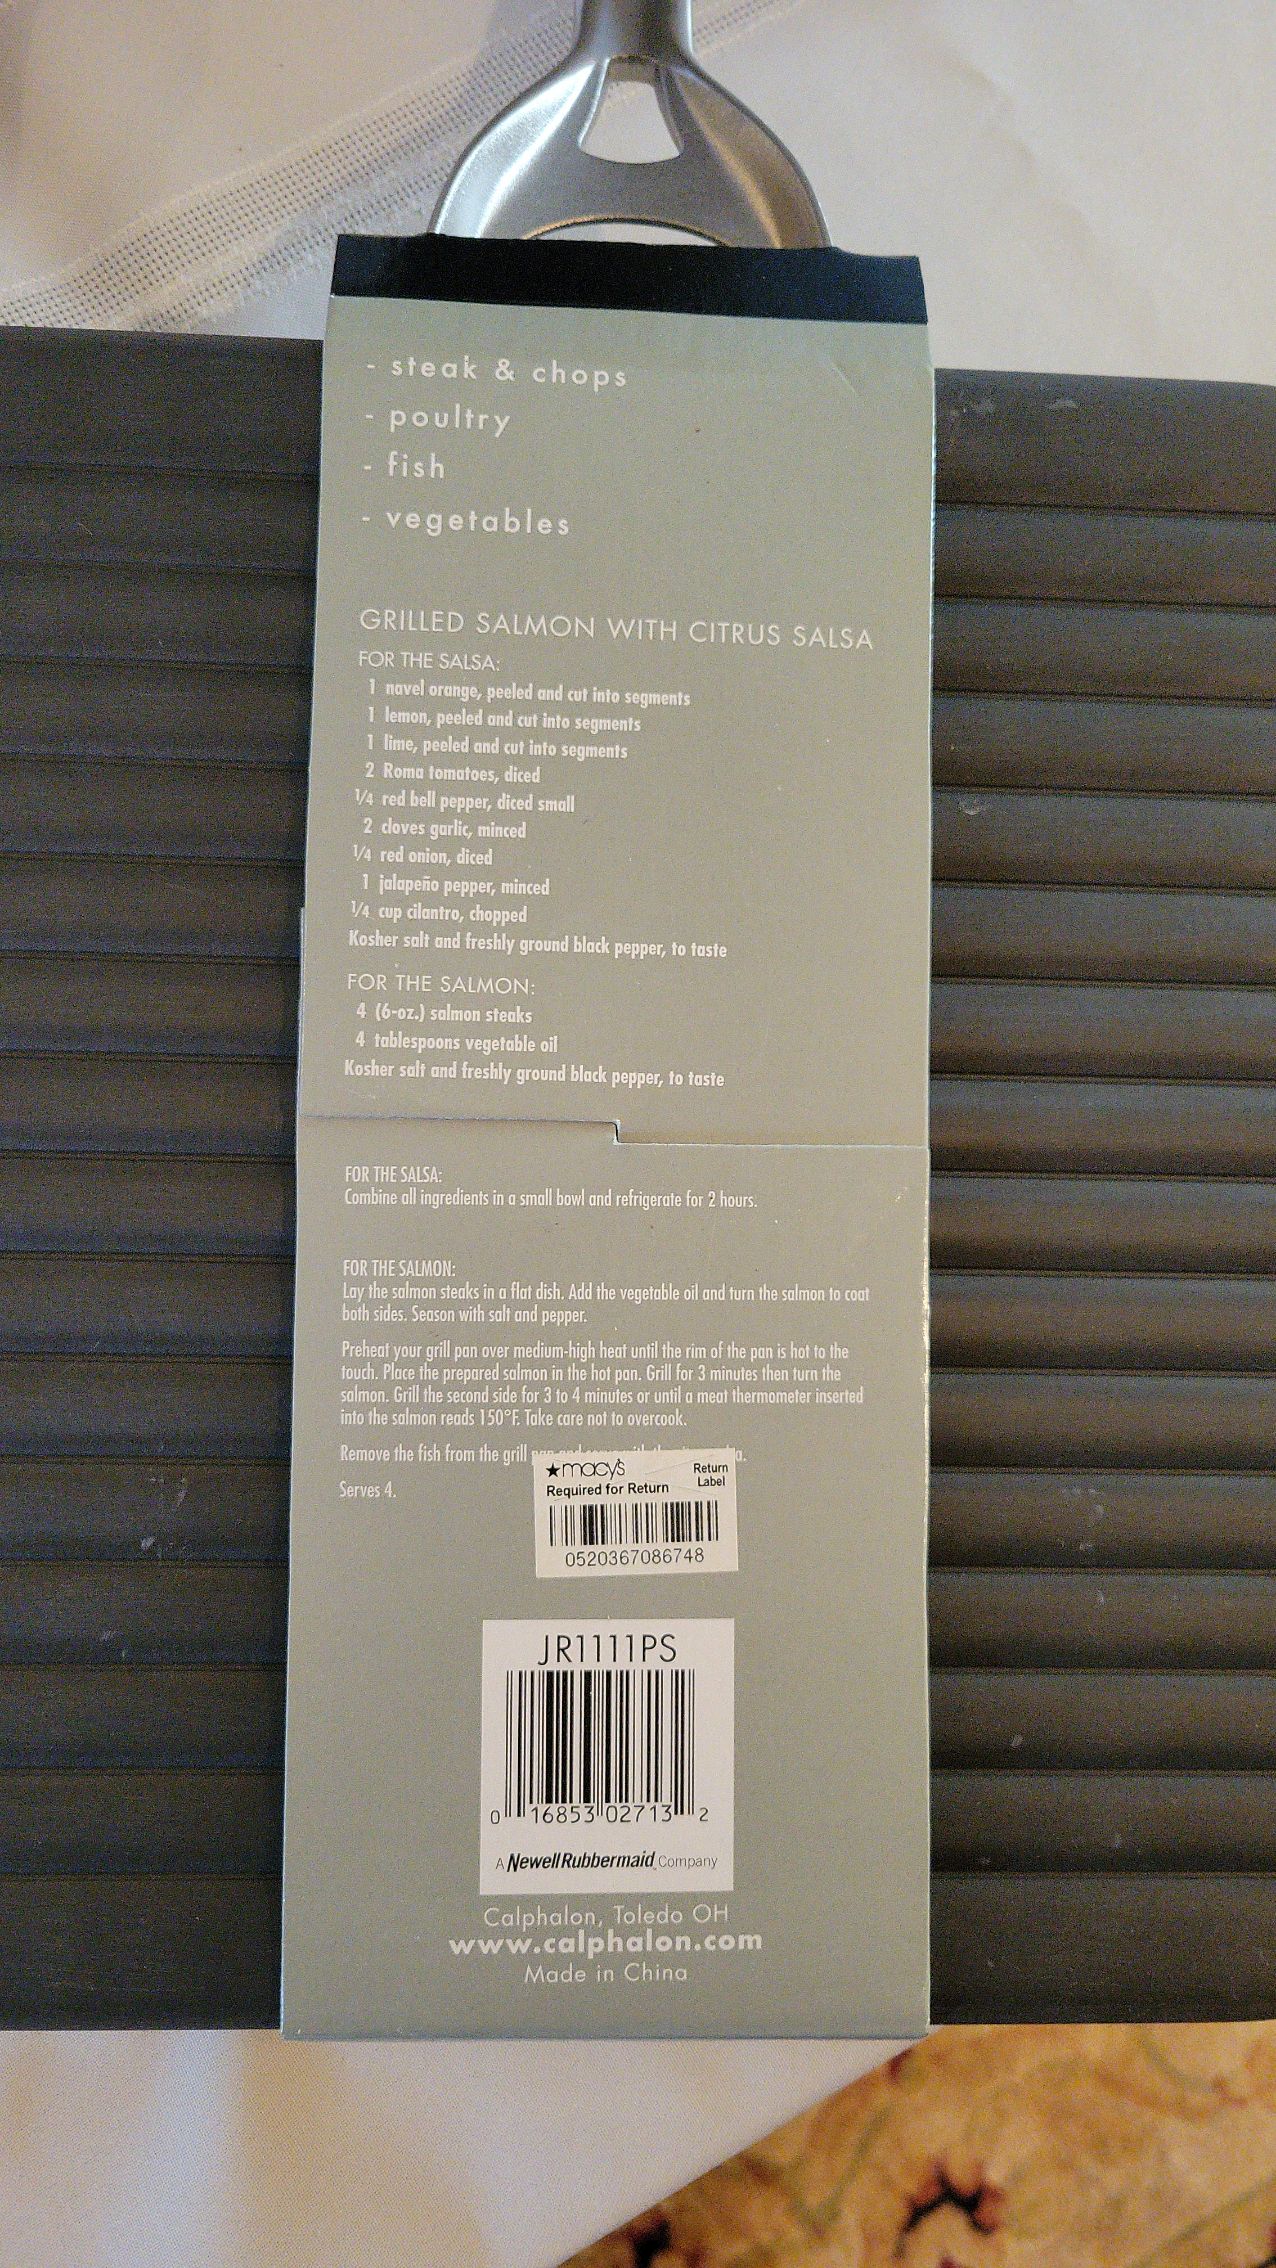 - steak & chops
- poultry
- fish
- vegetables
GRILLED SALMON WITH CITRUS SALSA
FOR THE SALSA:
1 navel orange, peeled and cut into segments
1 lemon, peeled and cut into segments
1 lime, peeled and cut into segments
2 Roma tomatoes, diced
1/4 red bell pepper, diced small
2 cloves garlic, minced
1/4 red onion, diced
1 jalapeño pepper, minced
1/4 cup cilantro, chopped
Kosher salt and freshly ground black pepper, to taste
FOR THE SALMON:
4 (6-oz.) salmon steaks
4 tablespoons vegetable oil
Kosher salt and freshly ground black pepper, to taste
FOR THE SALSA:
Combine all ingredients in a small bowl and refrigerate for 2 hours.
FOR THE SALMON:
Lay the salmon steaks in a flat dish. Add the vegetable oil and turn the salmon to coat
both sides. Season with salt and pepper.
Preheat your grill pan over medium-high heat until the rim of the pan is hot to the
touch. Place the prepared salmon in the hot pan. Grill for 3 minutes then turn the
salmon. Grill the second side for 3 to 4 minutes or until a meat thermometer inserted
into the salmon reads 150°F. Take care not to overcook.
Remove the fish from the grill
Serves 4.
★macy's Return
Required for Return Label
0520367086748
JR1111PS
0 16853 02713 2
A Newell Rubbermaid Company
Calphalon, Toledo OH
www.calphalon.com
Made in China